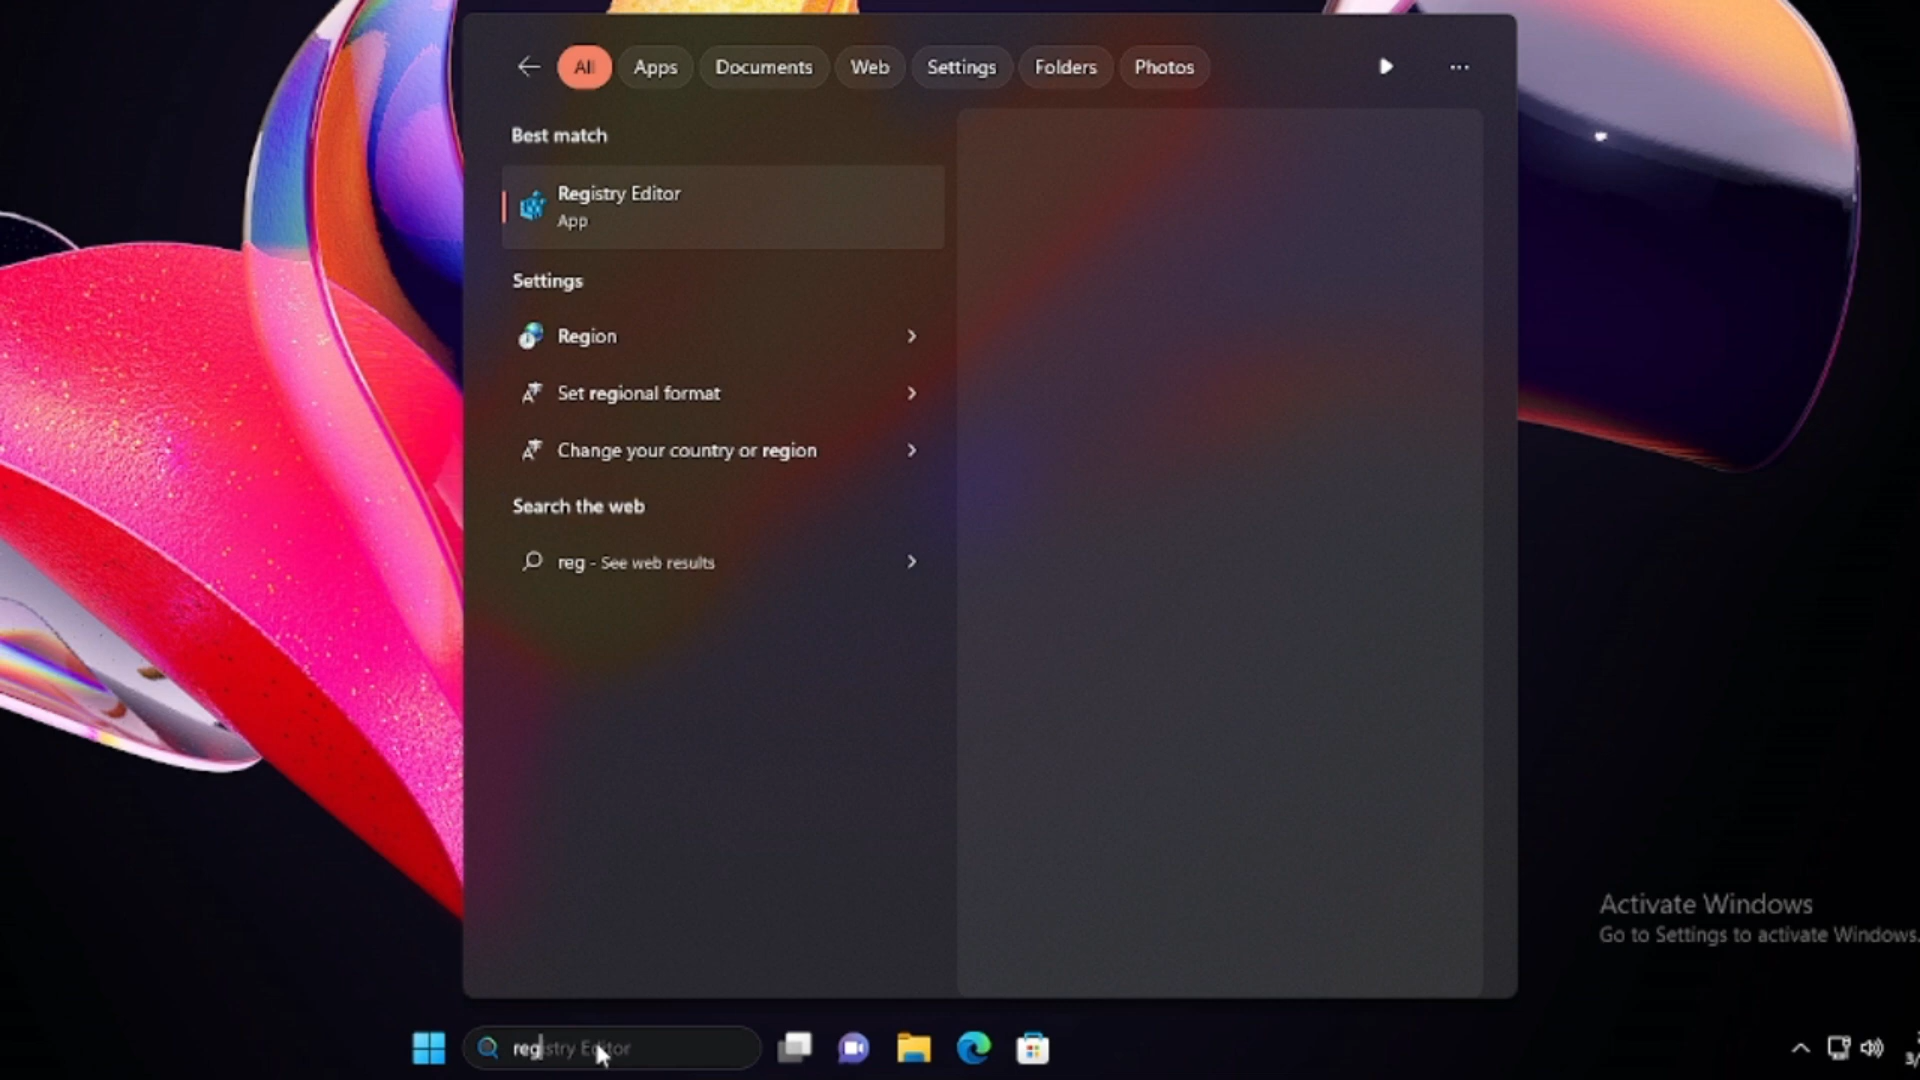 All Apps Documents Web Settings Folders Photos
Best match
Registry Editor
App
Settings
Region
Set regional format
Change your country or region
Search the web
reg - See web results
Activate Windows
Go to Settings to activate Windows.
registry Editor